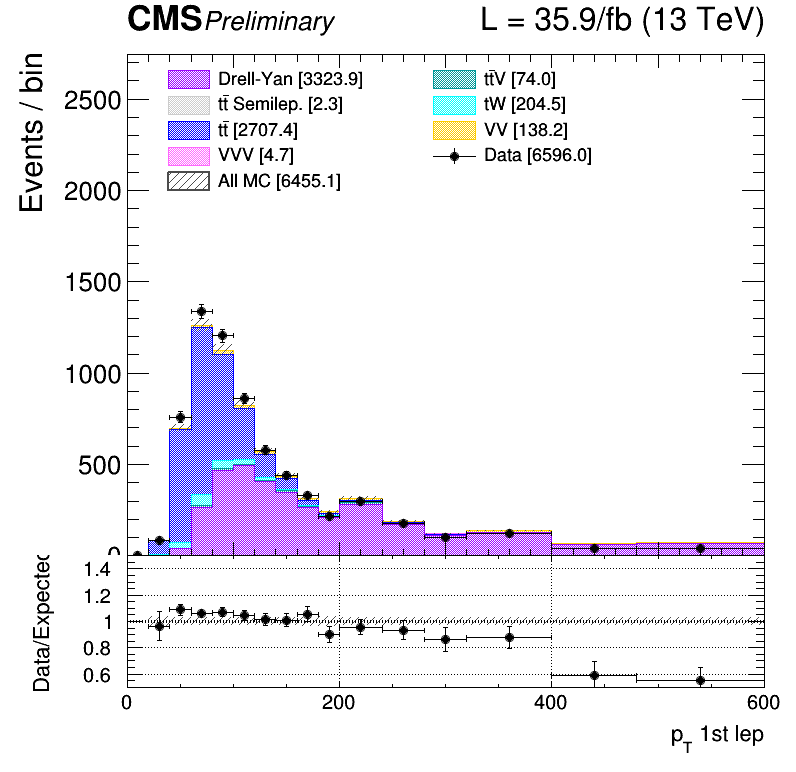 CMS Preliminary L = 35.9/fb (13 TeV)
Events / bin
Drell-Yan [3323.9]
tt̄ Semilep. [2.3]
tt̄ [2707.4]
VVV [4.7]
All MC [6455.1]
tt̄V [74.0]
tW [204.5]
VV [138.2]
Data [6596.0]
2500
2000
1500
1000
500
0
Data/Expected
1.4
1.2
1
0.8
0.6
0 200 400 600
p_T 1st lep